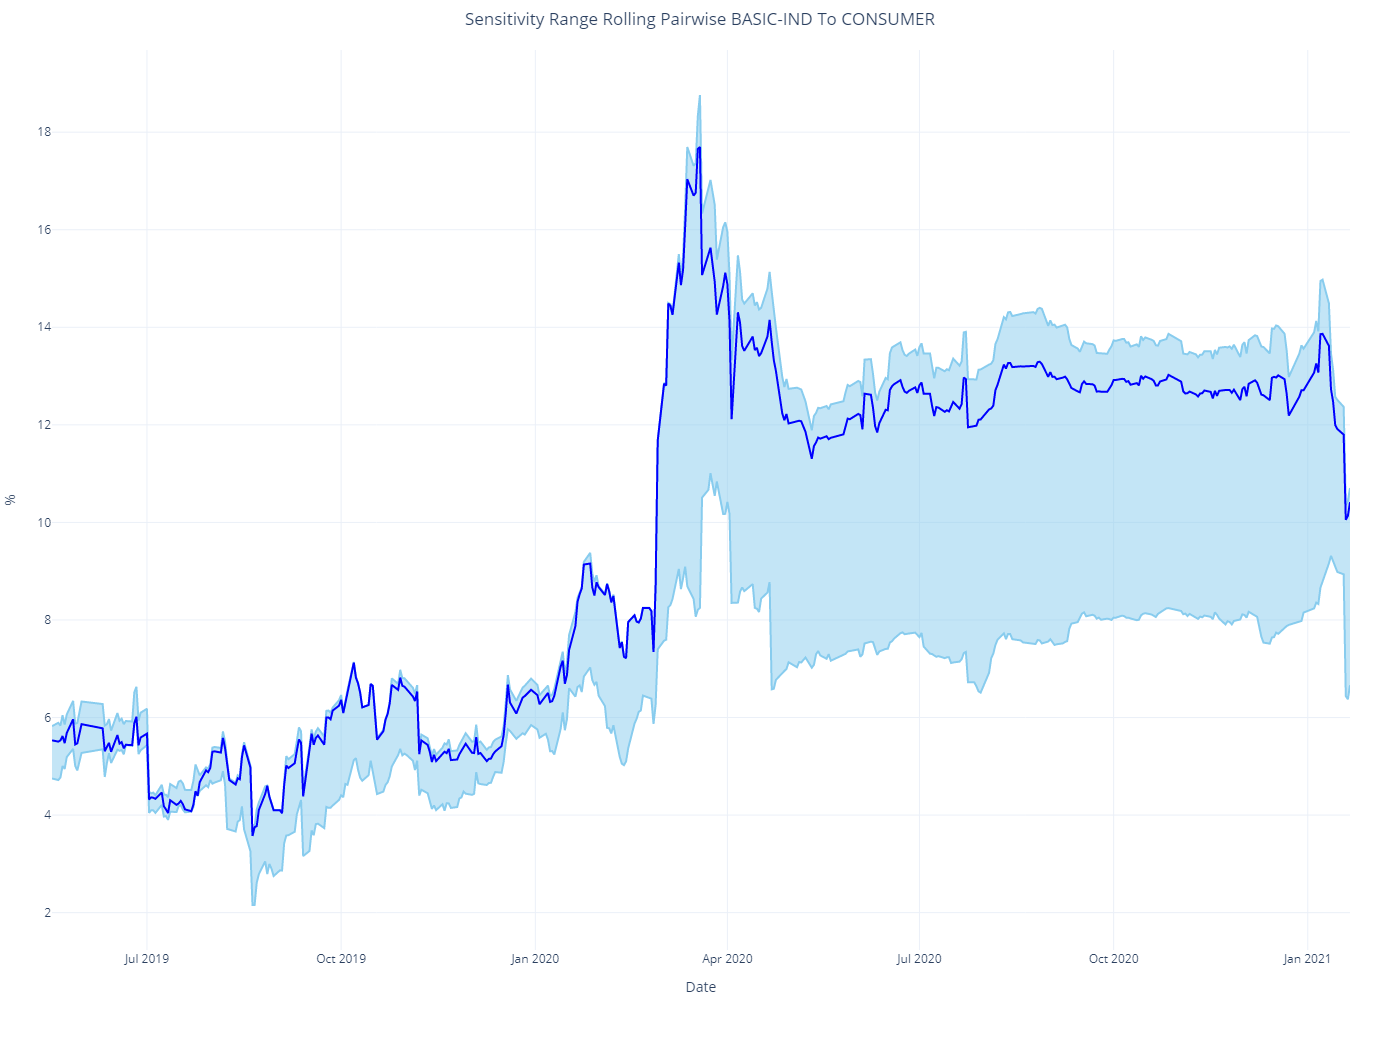 Sensitivity Range Rolling Pairwise BASIC-IND To CONSUMER
18
16
14
12
10
8
6
4
2
%
Jul 2019
Oct 2019
Jan 2020
Apr 2020
Jul 2020
Oct 2020
Jan 2021
Date